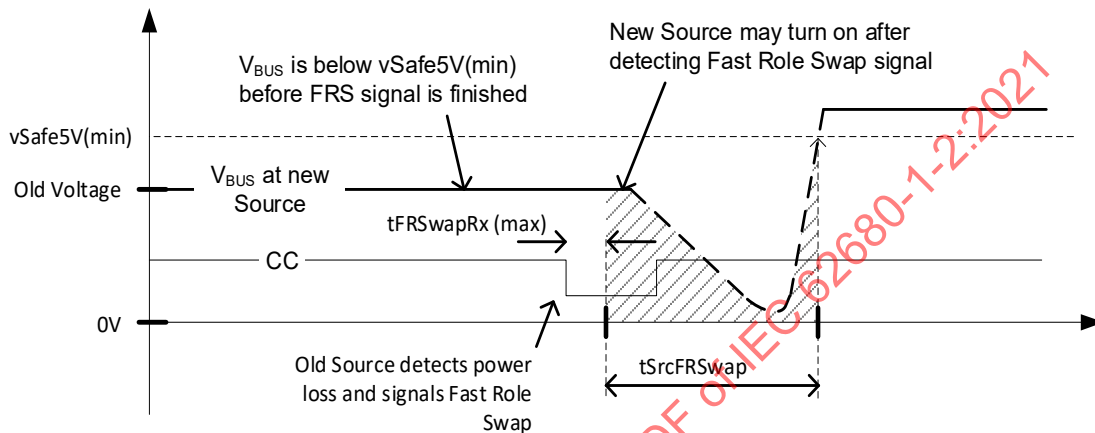 New Source may turn on after
detecting Fast Role Swap signal
VBUS is below vSafe5V(min)
before FRS signal is finished
vSafe5V(min)
Old Voltage
VBUS at new
Source
tFRSwapRx (max)
CC
0V
Old Source detects power
loss and signals Fast Role
Swap
tSrcFRSwap
DF of IEC 62680-1-2:2021